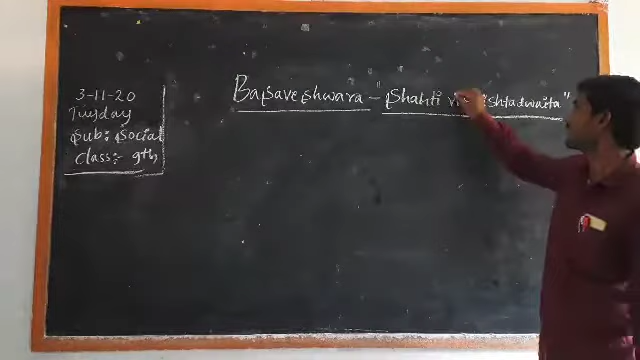 3-11-20
Tuesday
Sub: Social
Class:- 9th
Basaveshwara - "Shakti